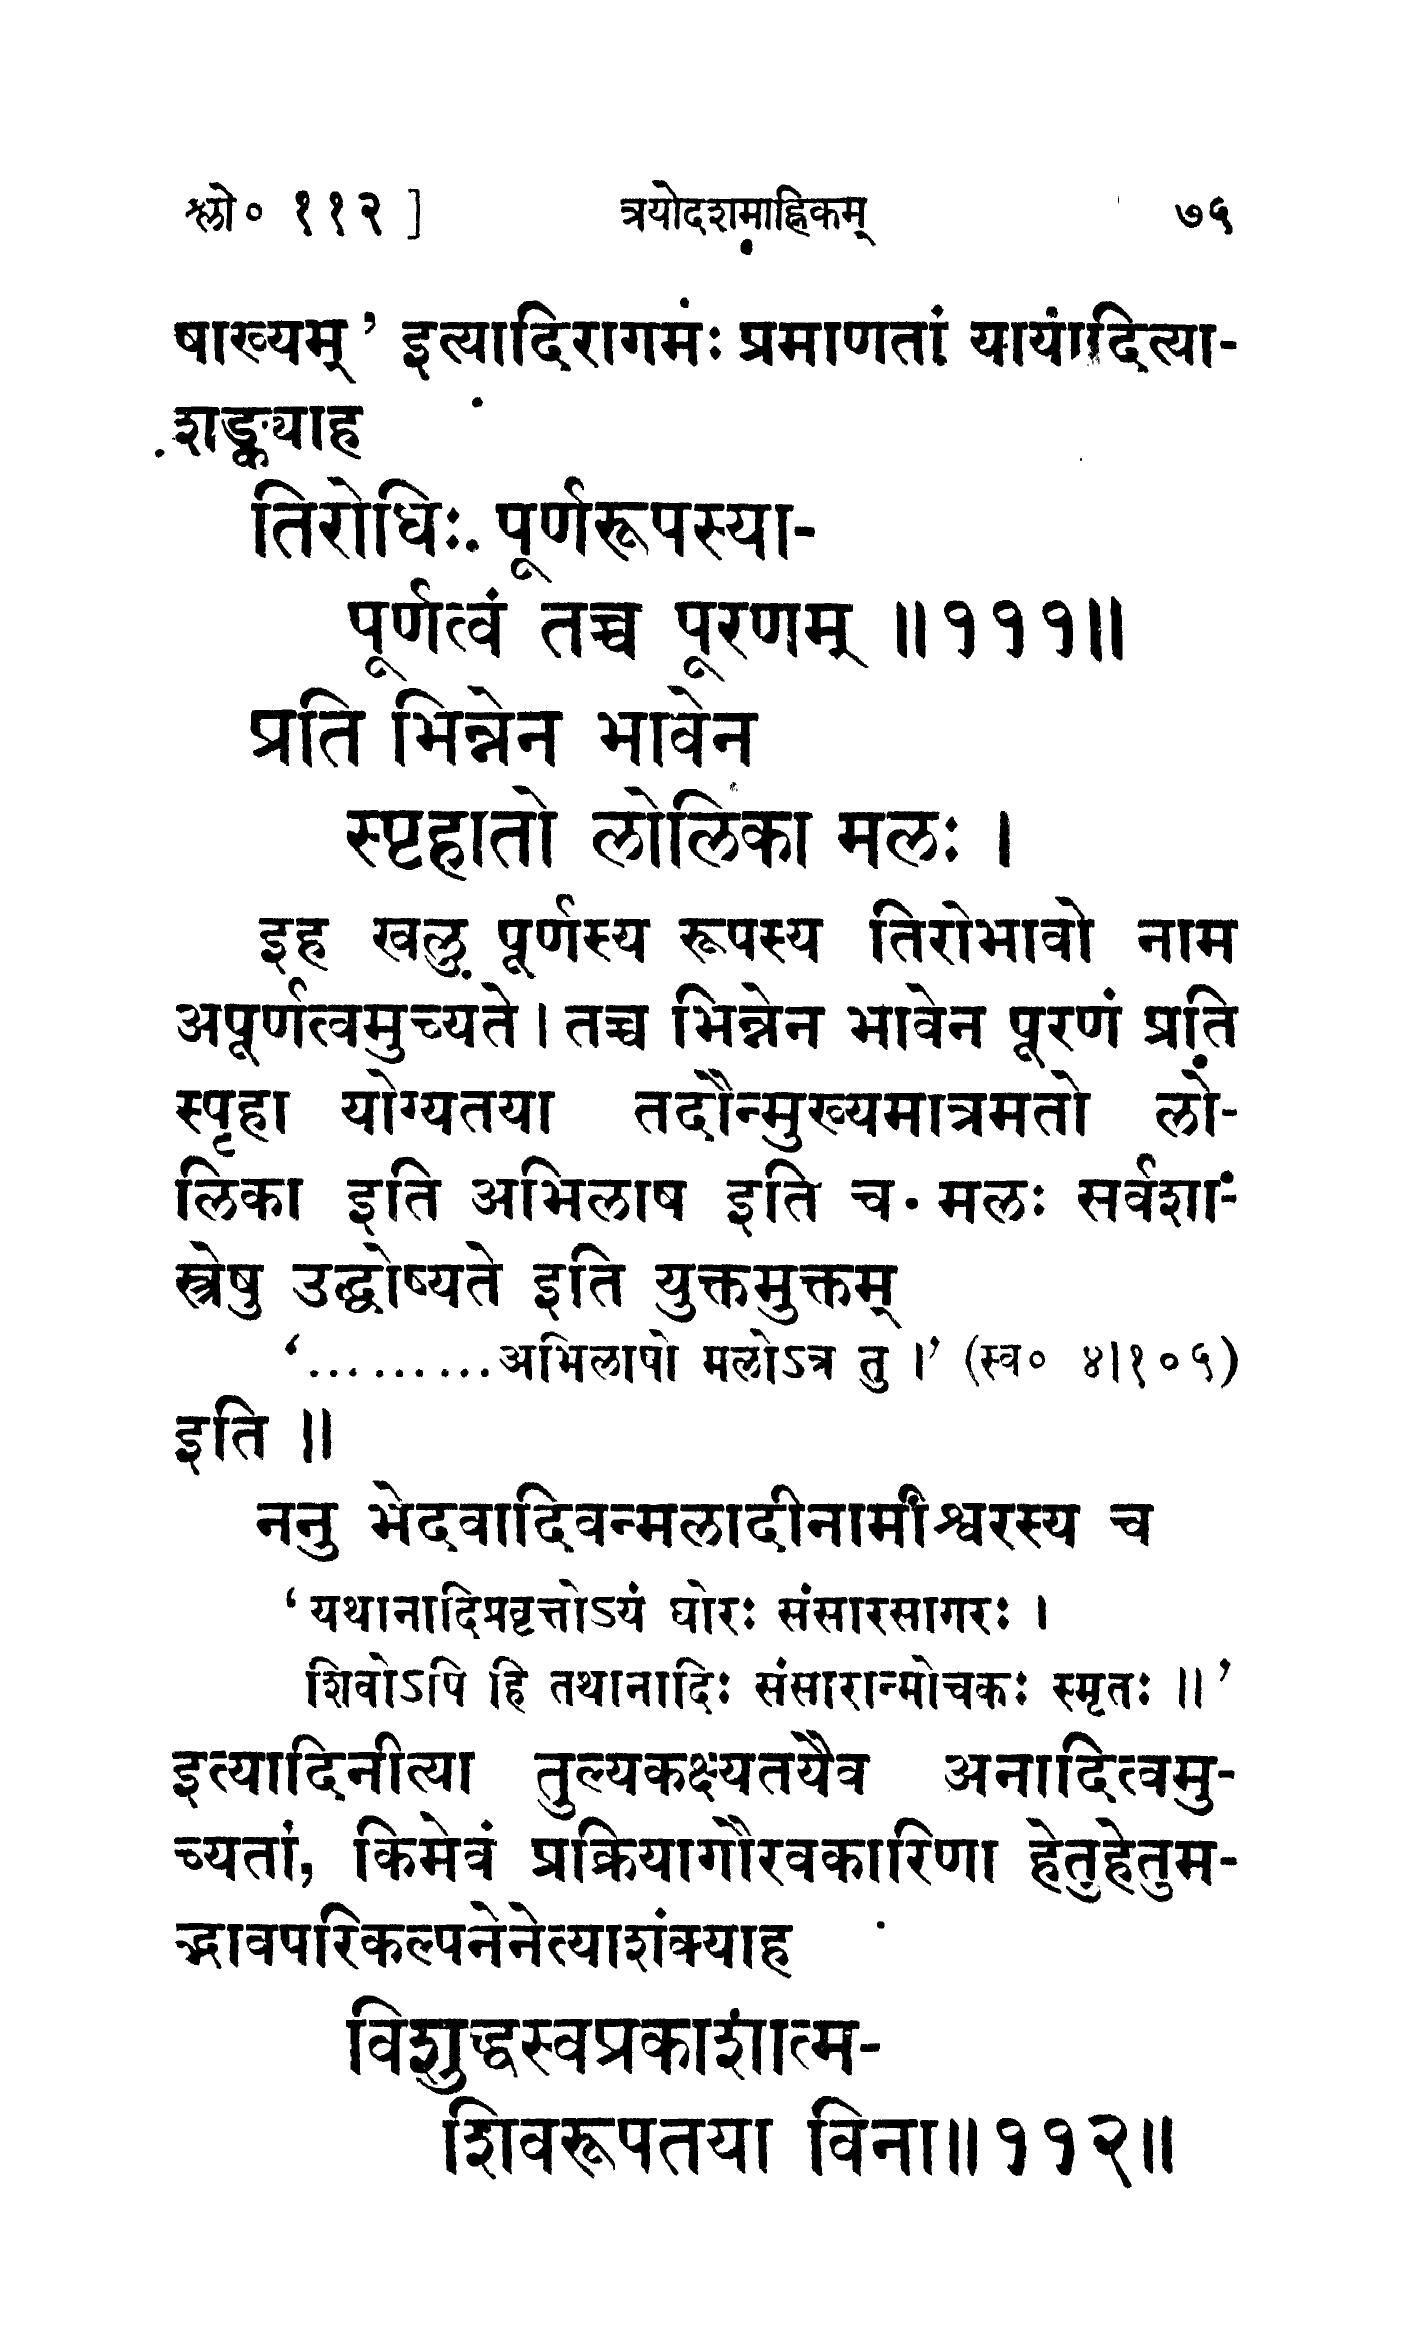 श्लो० ११२ ] त्रयोदशमाह्निकम् ७५
षाख्यम्' इत्यादिरागमः प्रमाणतां यायादित्या-
शङ्क्याह
तिरोधिः पूर्णरूपस्या-
पूर्णत्वं तच्च पूरणम् ॥१११॥
प्रति भिन्नेन भावेन
स्पृहातो लोलिका मलः ।
इह खलु पूर्णस्य रूपस्य तिरोभावो नाम
अपूर्णत्वमुच्यते । तच्च भिन्नेन भावेन पूरणं प्रति
स्पृहा योग्यतया तदौन्मुख्यमात्रमतो लो-
लिका इति अभिलाष इति च मलः सर्वशा-
स्त्रेषु उद्घोष्यते इति युक्तमुक्तम्
'.........अभिलाषो मलोऽत्र तु ।' (स्व० ४।१०५)
इति ॥
ननु भेदवादिवन्मलादीनामीश्वरस्य च
'यथानादिप्रवृत्तोऽयं घोरः संसारसागरः ।
शिवोऽपि हि तथानादिः संसारान्मोचकः स्मृतः ॥'
इत्यादिनीत्या तुल्यकक्ष्यतयैव अनादित्वमु-
च्यतां, किमेवं प्रक्रियागौरवकारिणा हेतुहेतुम-
द्भावपरिकल्पनेनेत्याशंक्याह
विशुद्धस्वप्रकाशात्म-
शिवरूपतया विना॥११२॥